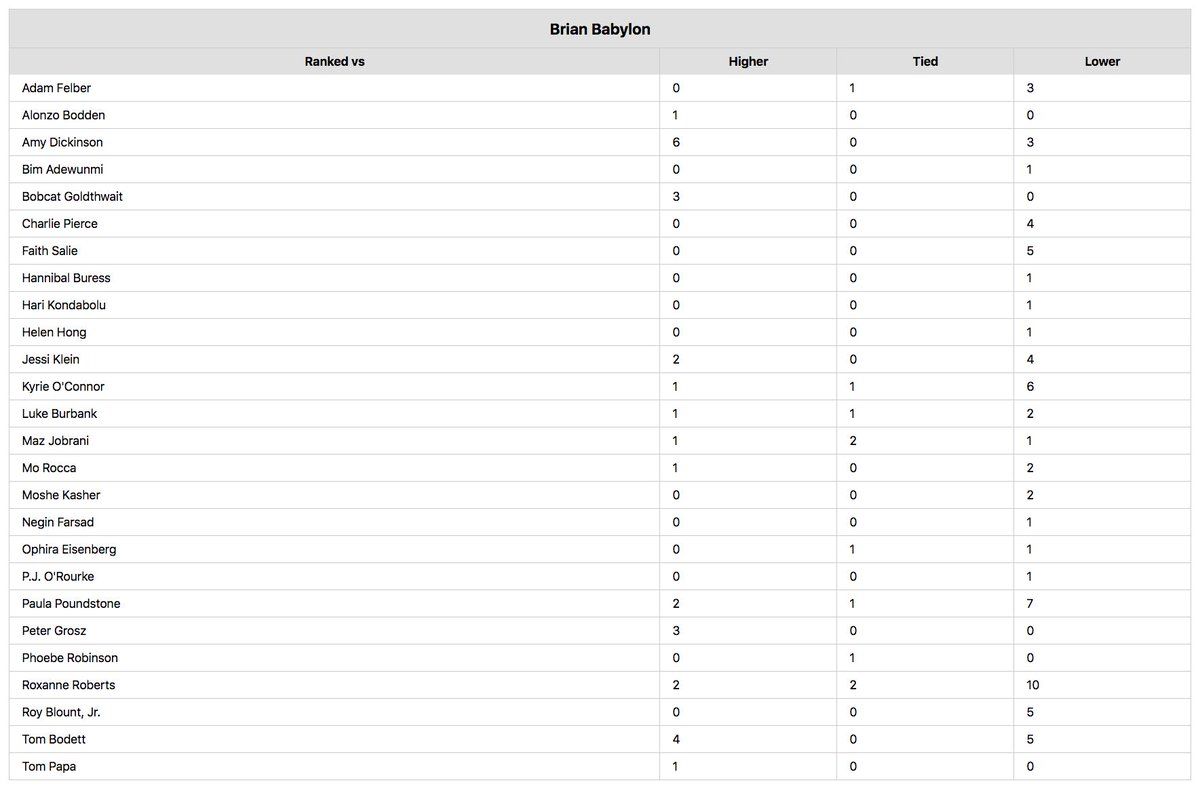 Brian Babylon
Ranked vs Higher Tied Lower
Adam Felber 0 1 3
Alonzo Bodden 1 0 0
Amy Dickinson 6 0 3
Bim Adewunmi 0 0 1
Bobcat Goldthwait 3 0 0
Charlie Pierce 0 0 4
Faith Salie 0 0 5
Hannibal Buress 0 0 1
Hari Kondabolu 0 0 1
Helen Hong 0 0 1
Jessi Klein 2 0 4
Kyrie O'Connor 1 1 6
Luke Burbank 1 1 2
Maz Jobrani 1 2 1
Mo Rocca 1 0 2
Moshe Kasher 0 0 2
Negin Farsad 0 0 1
Ophira Eisenberg 0 1 1
P.J. O'Rourke 0 0 1
Paula Poundstone 2 1 7
Peter Grosz 3 0 0
Phoebe Robinson 0 1 0
Roxanne Roberts 2 2 10
Roy Blount, Jr. 0 0 5
Tom Bodett 4 0 5
Tom Papa 1 0 0